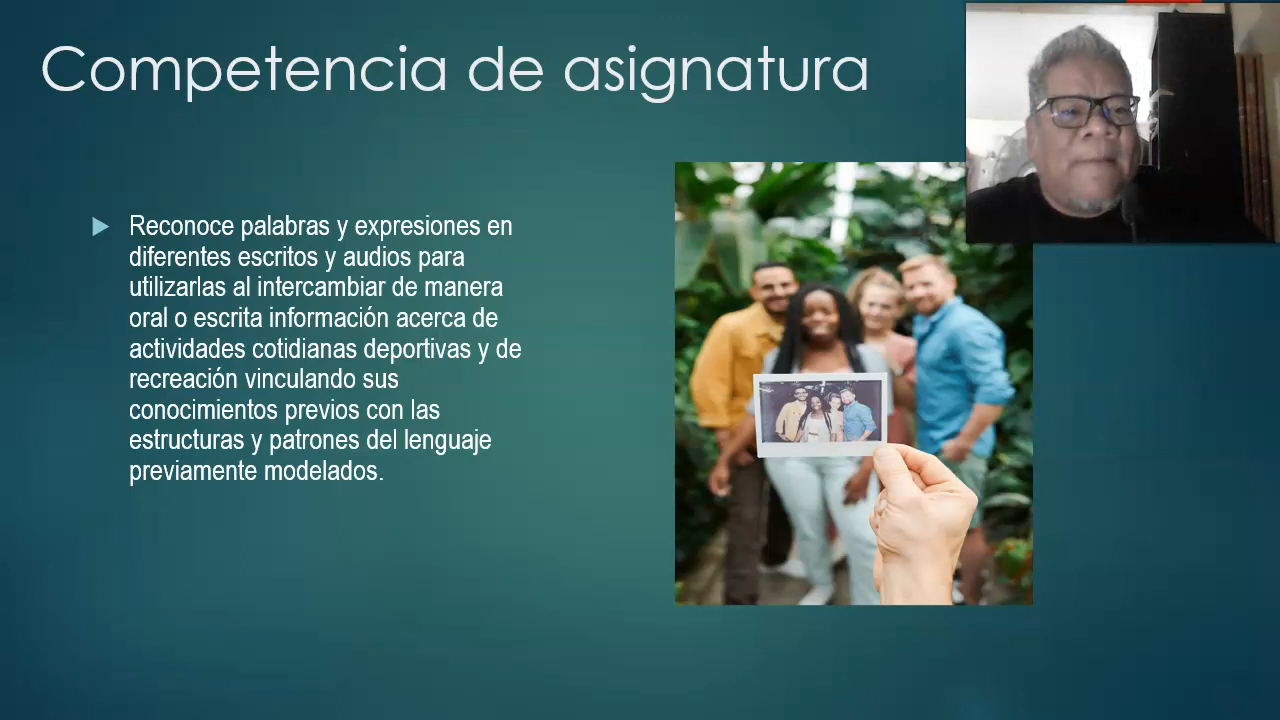 Competencia de asignatura
Reconoce palabras y expresiones en
diferentes escritos y audios para
utilizarlas al intercambiar de manera
oral o escrita información acerca de
actividades cotidianas deportivas y de
recreación vinculando sus
conocimientos previos con las
estructuras y patrones del lenguaje
previamente modelados.